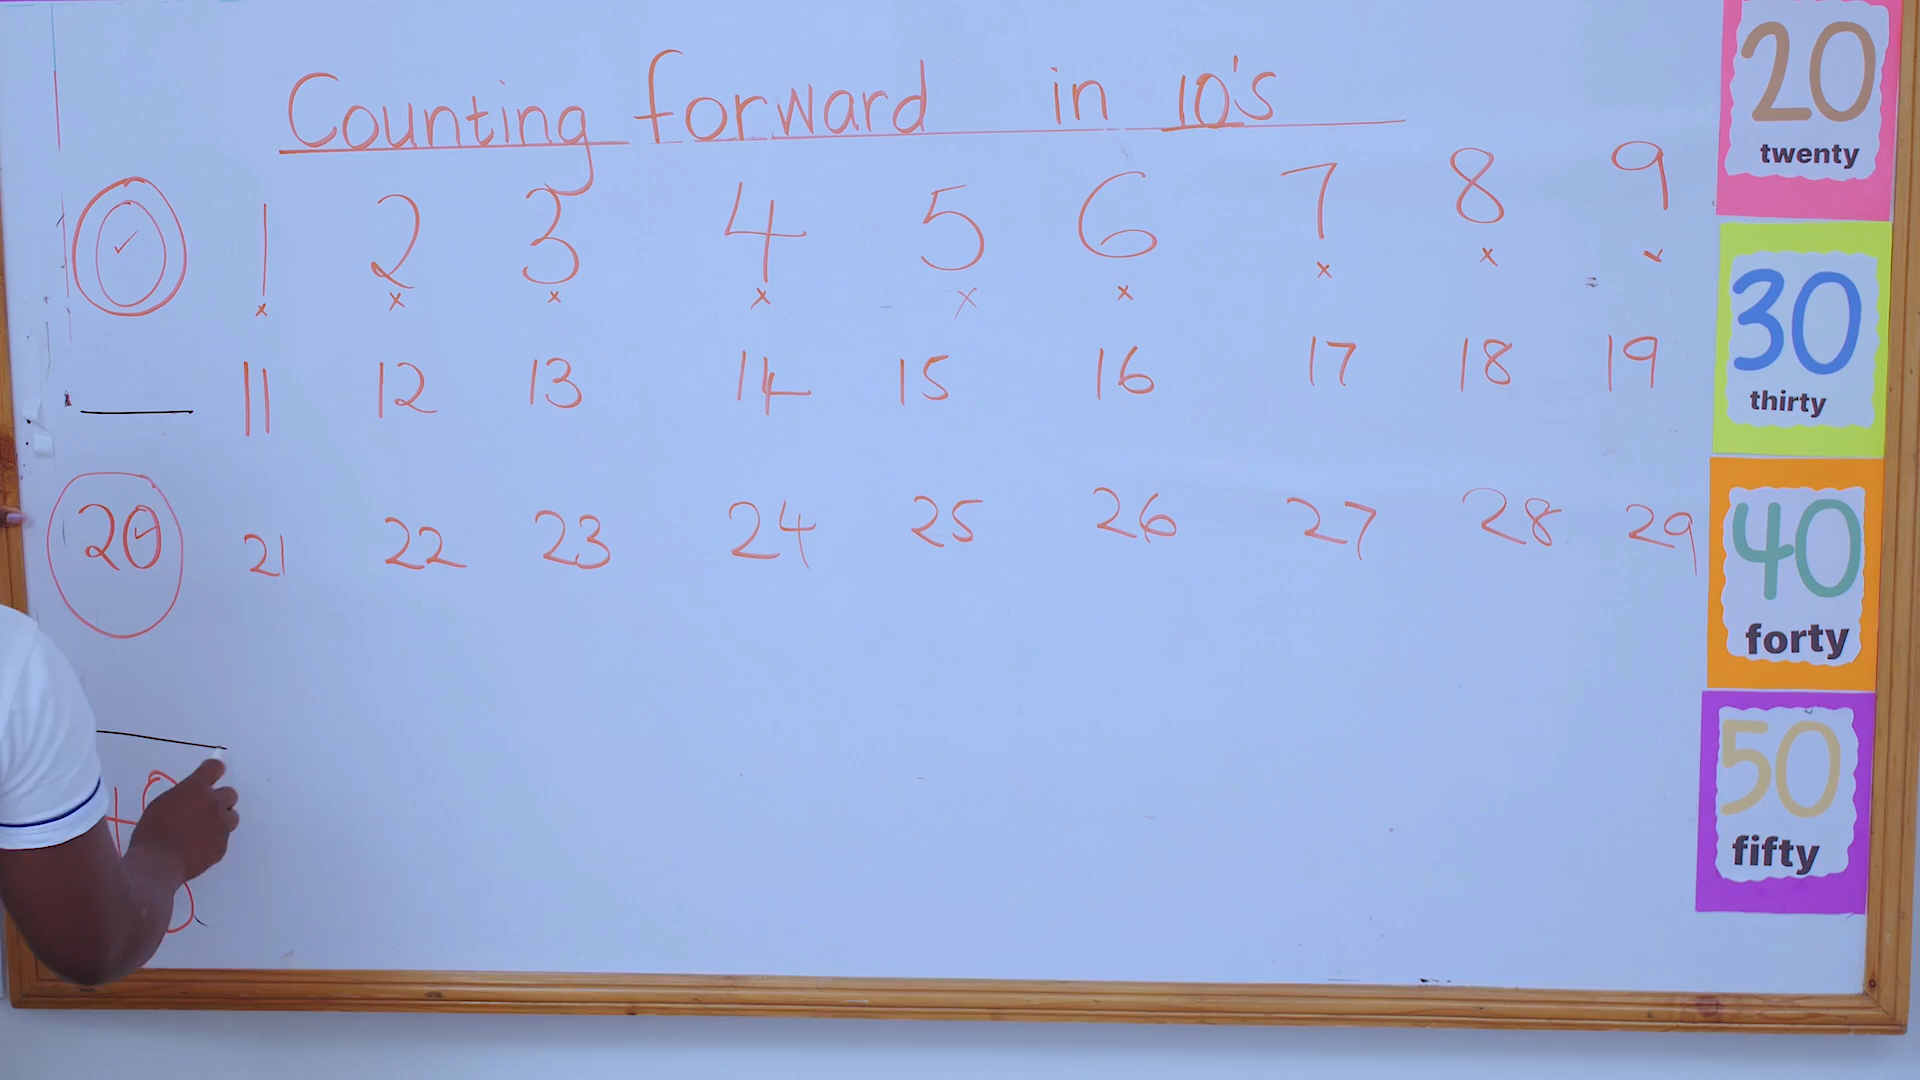 Counting forward in 10's
0 1 2 3 4 5 6 7 8 9
11 12 13 14 15 16 17 18 19
20 21 22 23 24 25 26 27 28 29
20
twenty
30
thirty
40
forty
50
fifty